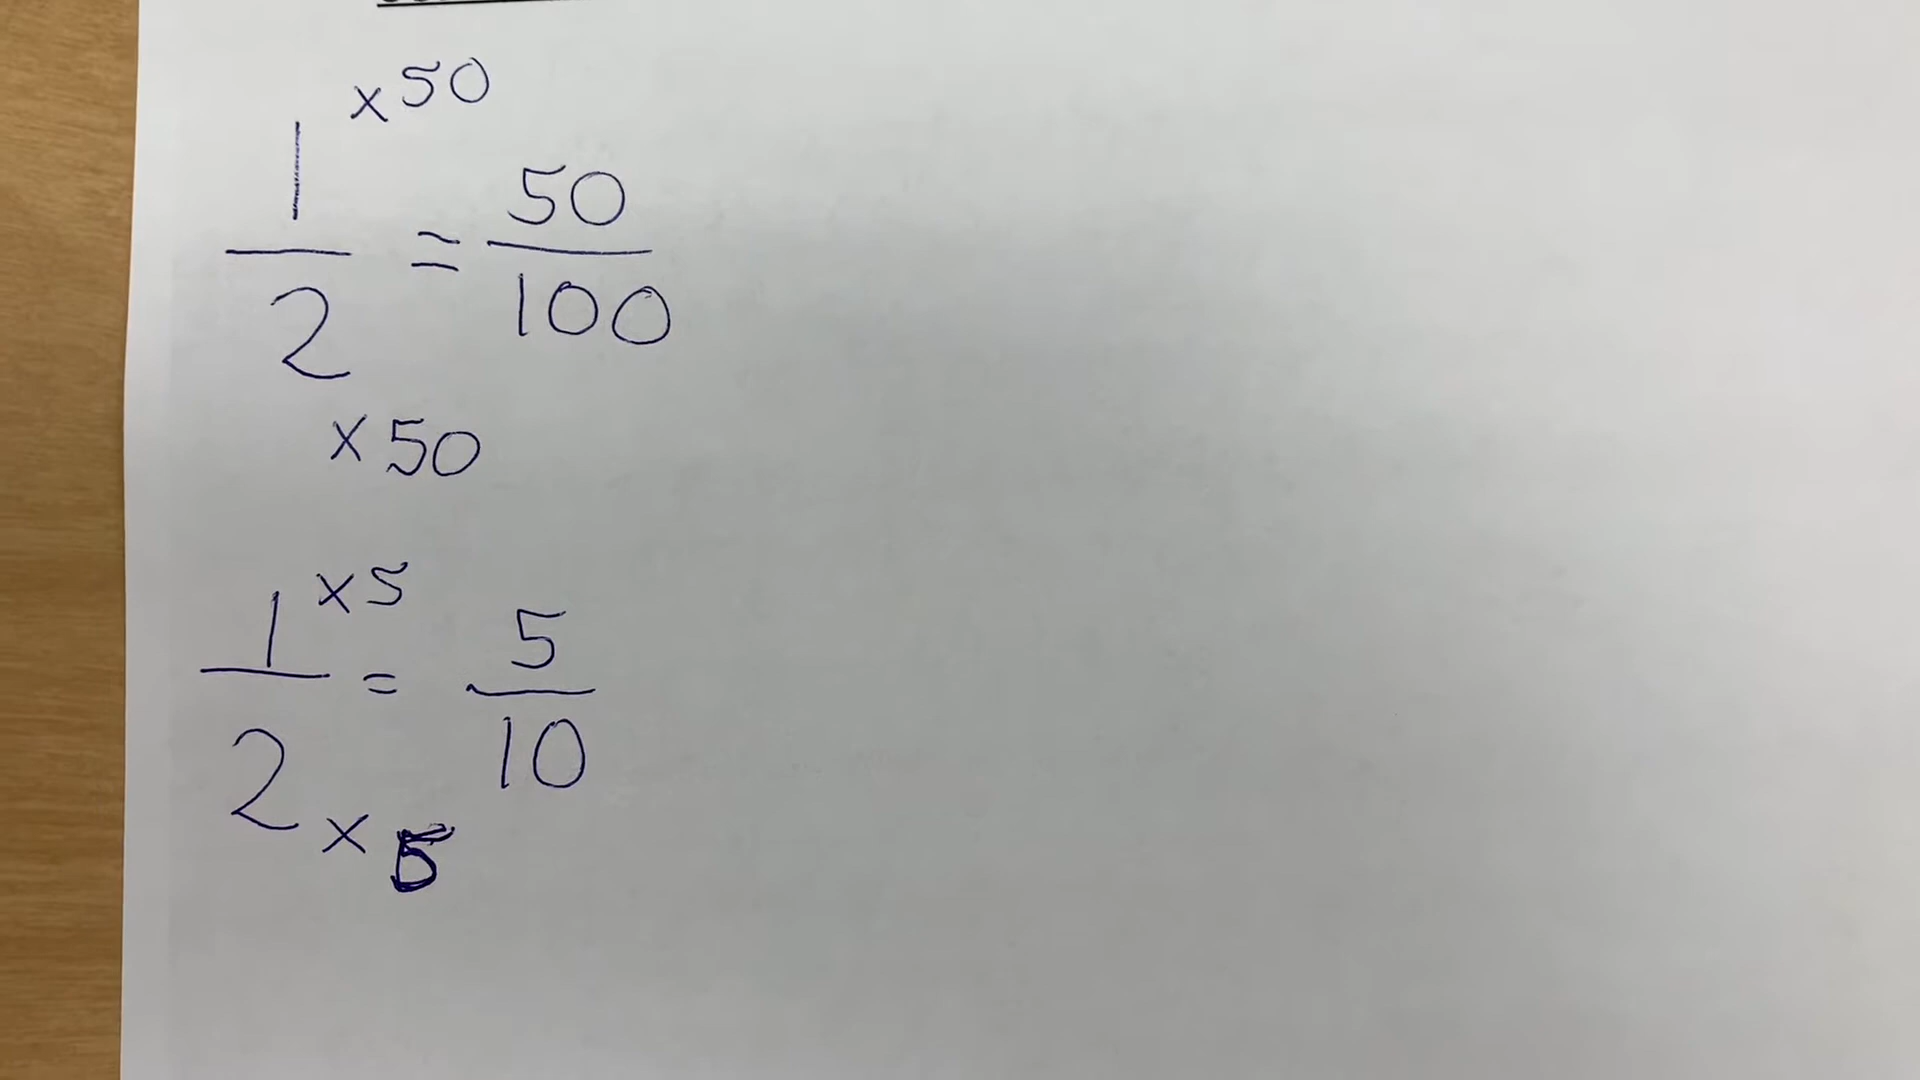 × 50
1/2 = 50/100
× 50
× 5
1/2 = 5/10
× 5